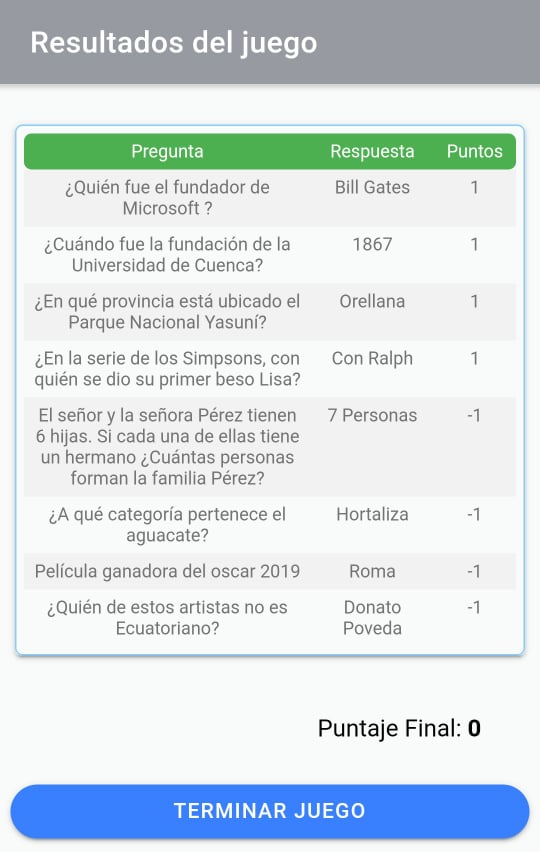 Resultados del juego
Pregunta Respuesta Puntos
¿Quién fue el fundador de Bill Gates 1
Microsoft ?
¿Cuándo fue la fundación de la 1867 1
Universidad de Cuenca?
¿En qué provincia está ubicado el Orellana 1
Parque Nacional Yasuní?
¿En la serie de los Simpsons, con Con Ralph 1
quién se dio su primer beso Lisa?
El señor y la señora Pérez tienen 7 Personas -1
6 hijas. Si cada una de ellas tiene
un hermano ¿Cuántas personas
forman la familia Pérez?
¿A qué categoría pertenece el Hortaliza -1
aguacate?
Película ganadora del oscar 2019 Roma -1
¿Quién de estos artistas no es Donato -1
Ecuatoriano? Poveda
Puntaje Final: 0
TERMINAR JUEGO